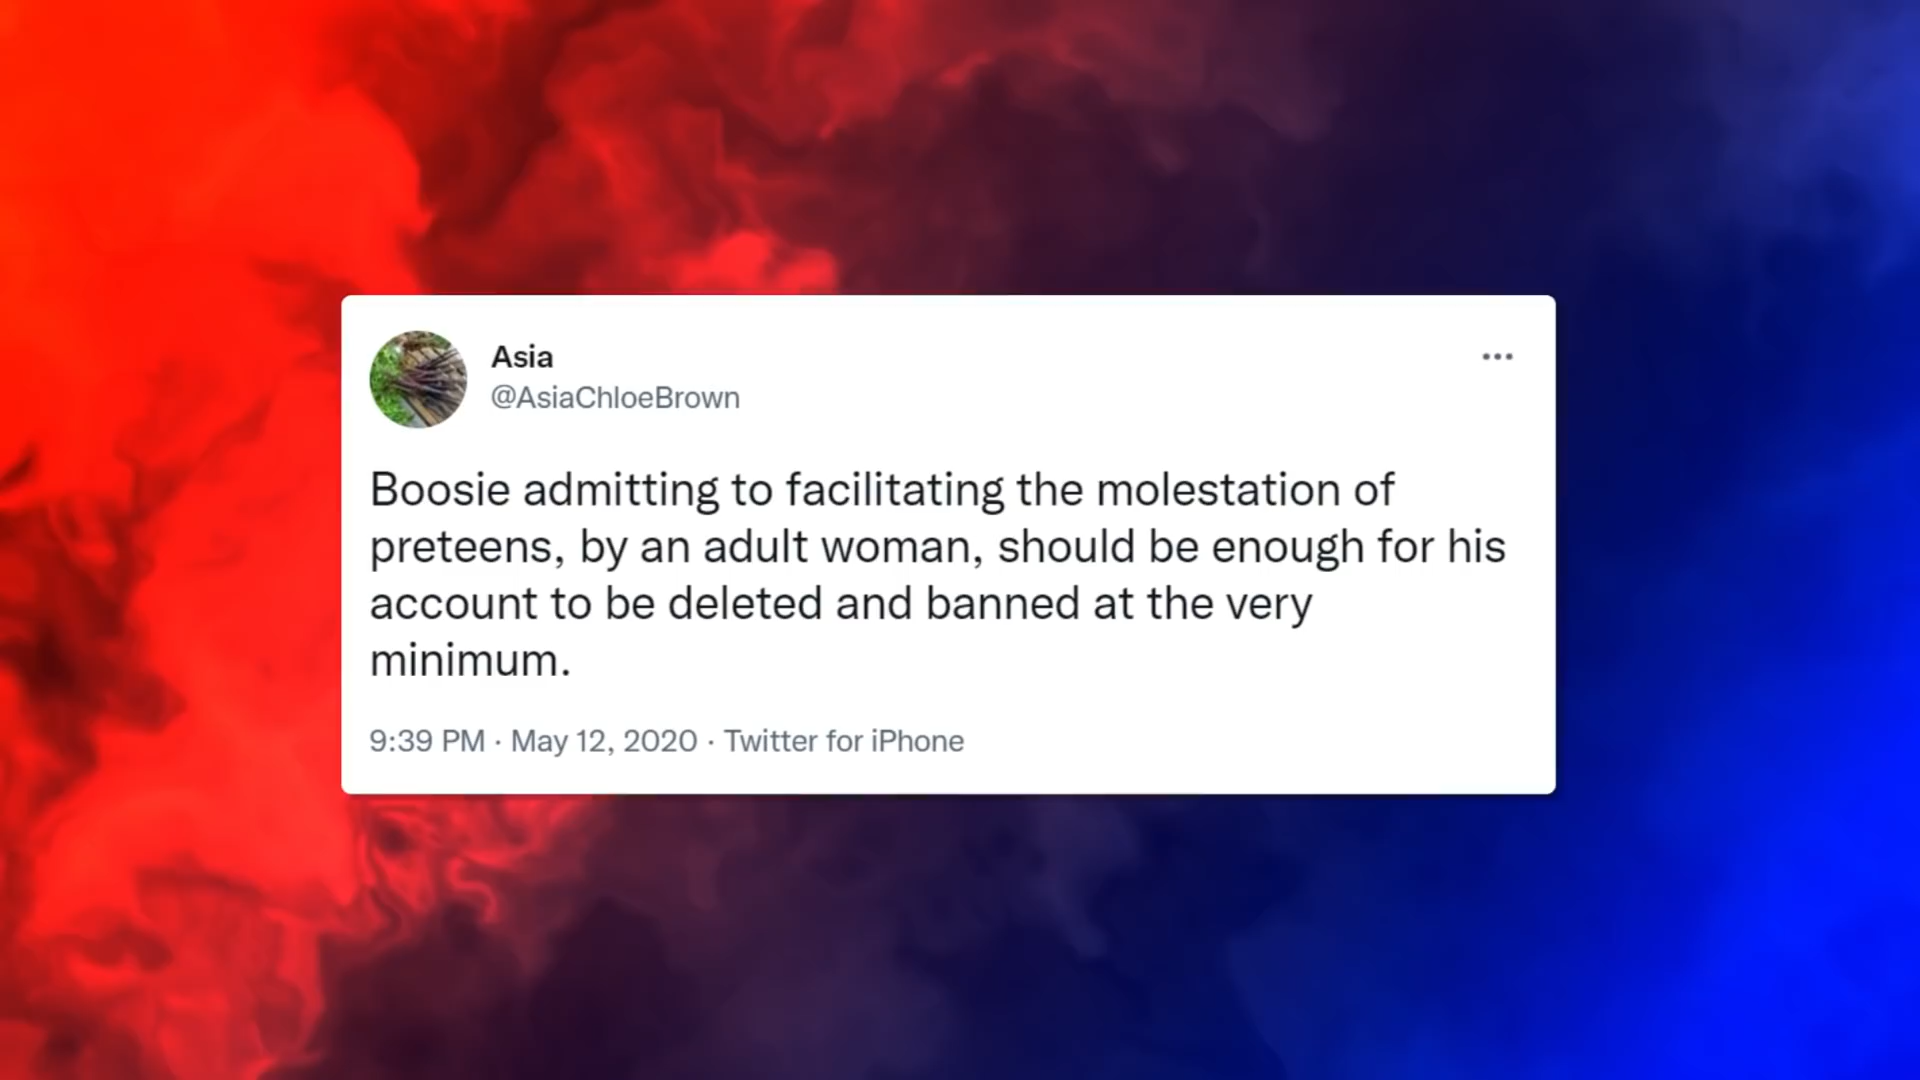 Asia
@AsiaChloeBrown
Boosie admitting to facilitating the molestation of
preteens, by an adult woman, should be enough for his
account to be deleted and banned at the very
minimum.
9:39 PM · May 12, 2020 · Twitter for iPhone